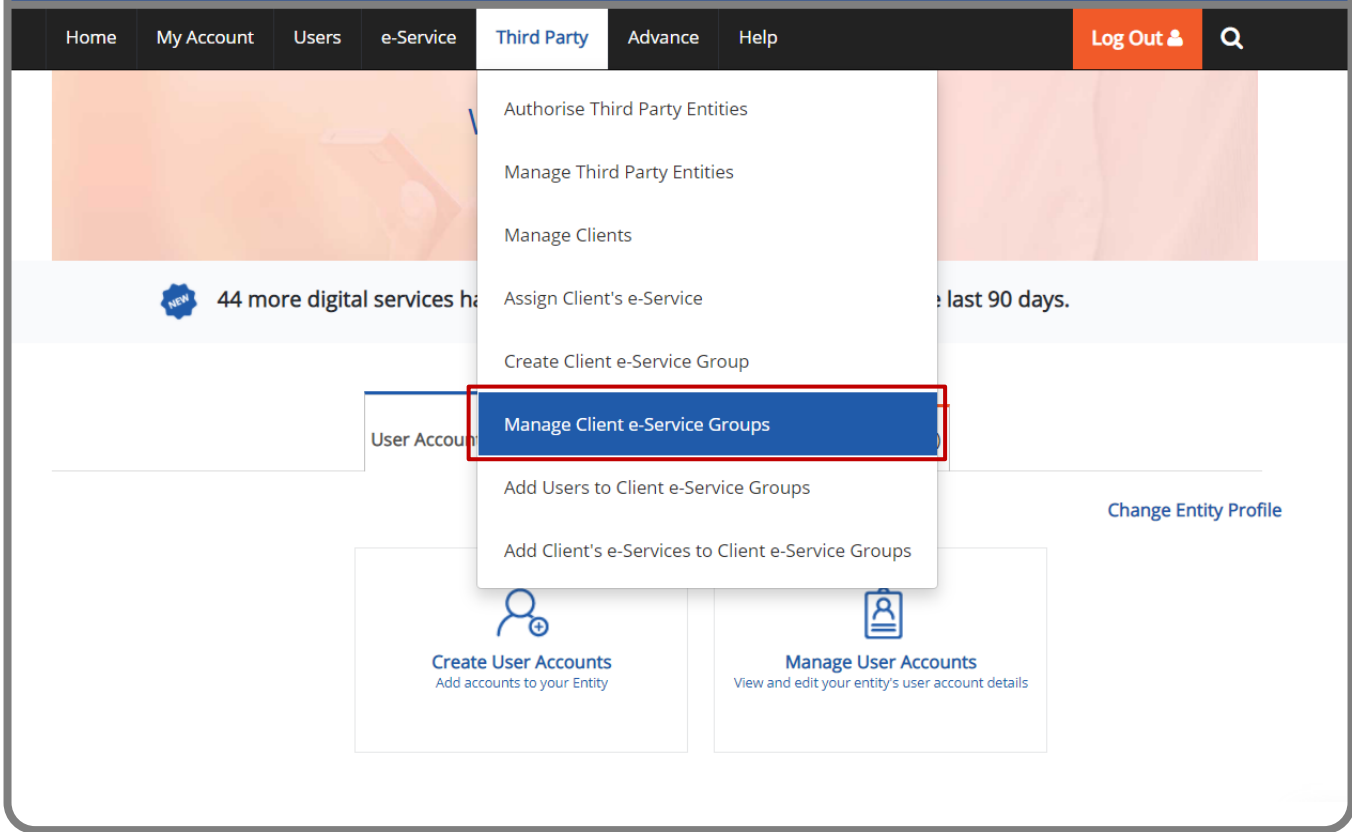 Home My Account Users e-Service Third Party Advance Help Log Out
Authorise Third Party Entities
Manage Third Party Entities
Manage Clients
NEW 44 more digital services last 90 days.
Assign Client's e-Service
Create Client e-Service Group
User
Manage Client e-Service Groups
Add Users to Client e-Service Groups
Change Entity Profile
Add Client's e-Services to Client e-Service Groups
Create User Accounts
Add accounts to your Entity
Manage User Accounts
View and edit your entity's user account details